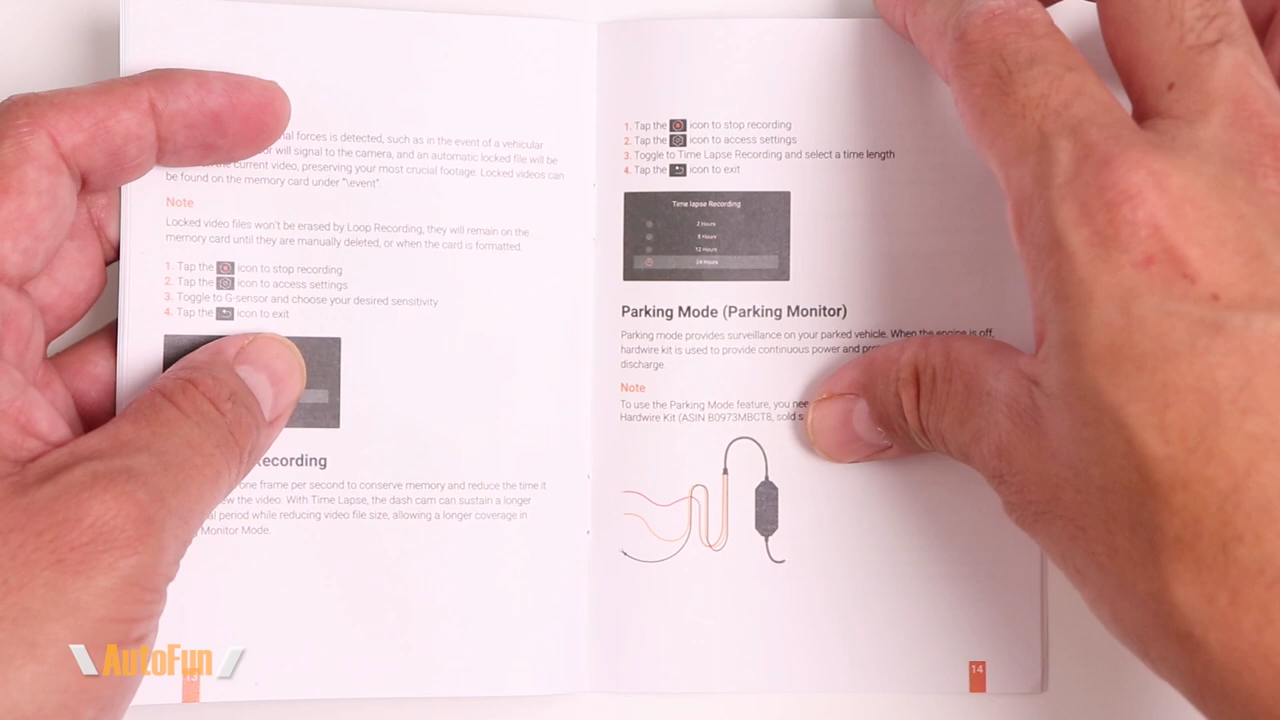 forces is detected, such as in the event of a vehicular
will signal to the camera, and an automatic locked file will be
the current video, preserving your most crucial footage. Locked videos can
be found on the memory card under "\event".
Note
Locked video files won't be erased by Loop Recording, they will remain on the
memory card until they are manually deleted, or when the card is formatted.
1. Tap the icon to stop recording
2. Tap the icon to access settings
3. Toggle to G-sensor and choose your desired sensitivity
4. Tap the icon to exit
Recording
one frame per second to conserve memory and reduce the time it
the video. With Time Lapse, the dash cam can sustain a longer
period while reducing video file size, allowing a longer coverage in
Monitor Mode.
13
1. Tap the icon to stop recording
2. Tap the icon to access settings
3. Toggle to Time Lapse Recording and select a time length
4. Tap the icon to exit
Time lapse Recording
2 Hours
12 Hours
24 Hours
Parking Mode (Parking Monitor)
Parking mode provides surveillance on your parked vehicle. When the engine is off,
hardwire kit is used to provide continuous power and
discharge.
Note
To use the Parking Mode feature, you
Hardwire Kit (ASIN B0973MBCT8, sold
14
AutoFun